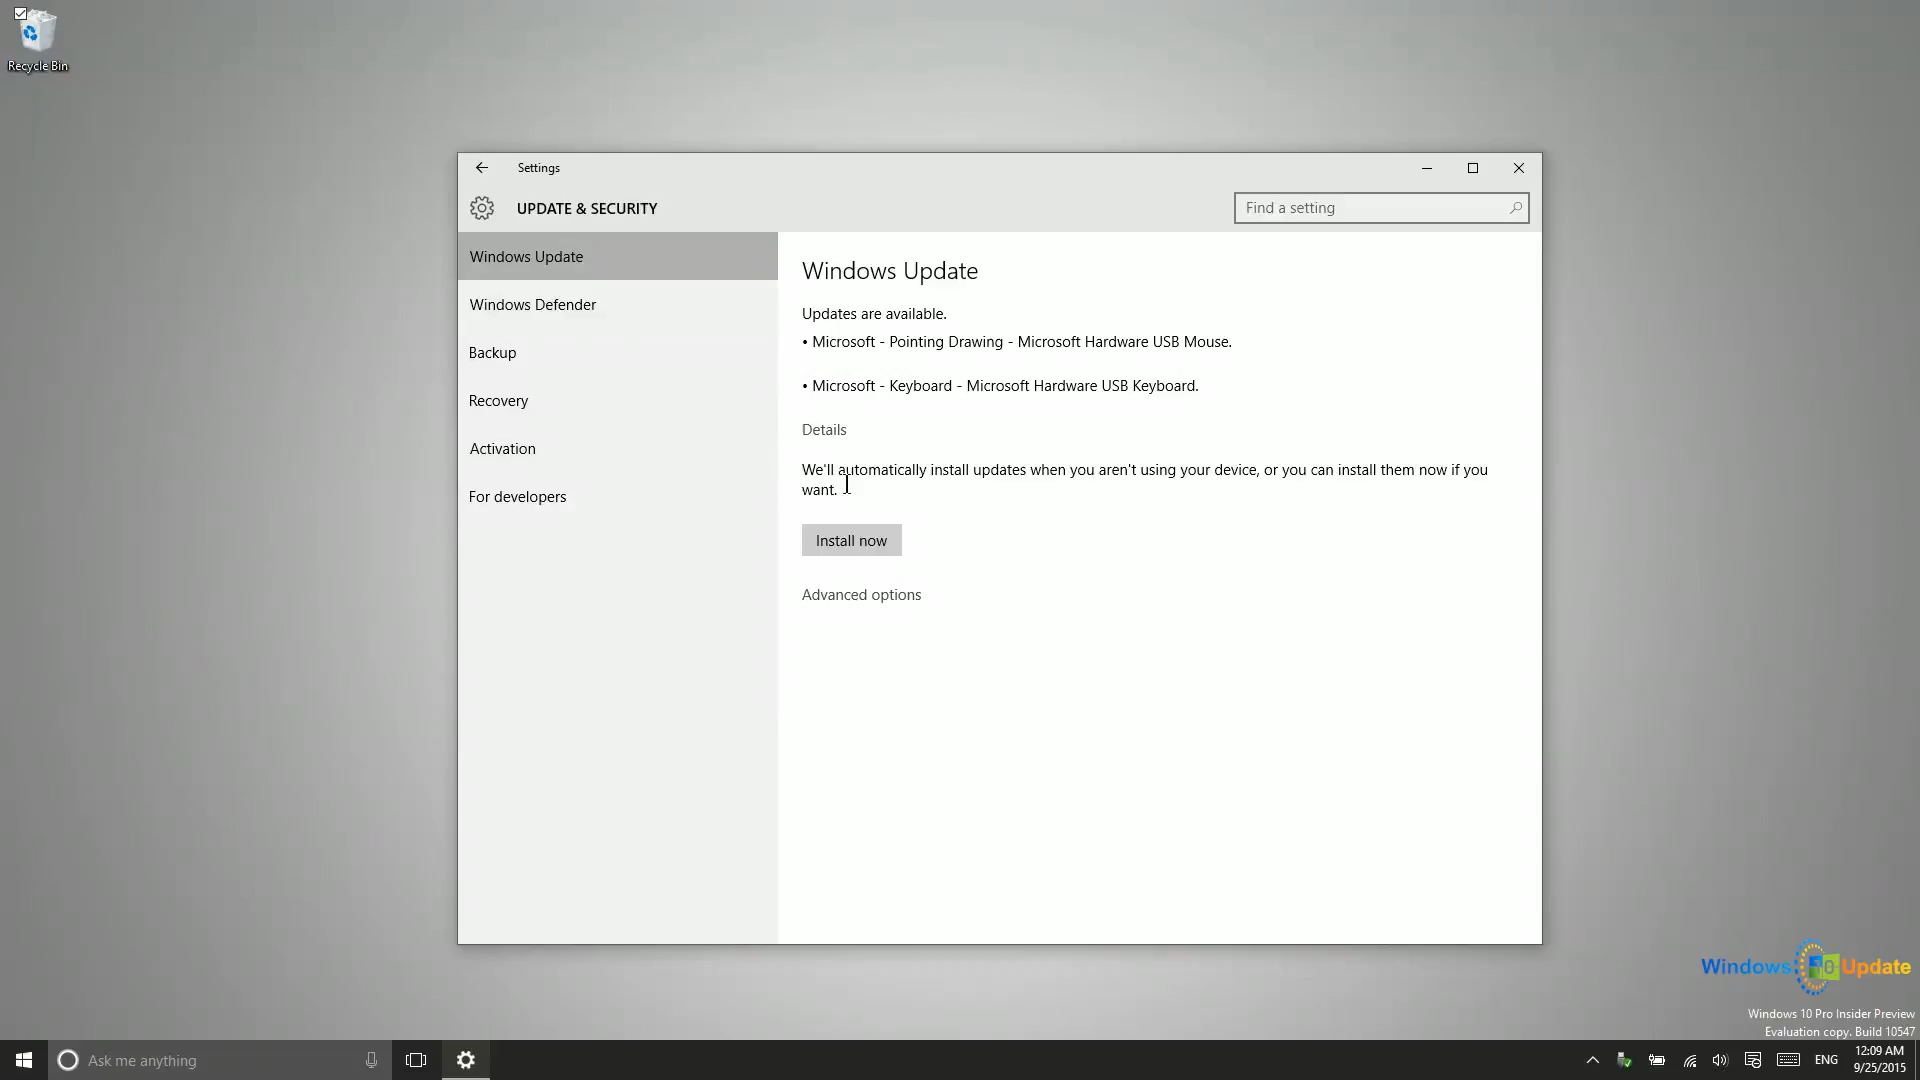 Recycle Bin
Settings
UPDATE & SECURITY
Find a setting
Windows Update
Windows Defender
Backup
Recovery
Activation
For developers
Windows Update
Updates are available.
• Microsoft - Pointing Drawing - Microsoft Hardware USB Mouse.
• Microsoft - Keyboard - Microsoft Hardware USB Keyboard.
Details
We'll automatically install updates when you aren't using your device, or you can install them now if you
want.
Install now
Advanced options
Windows 10 Update
Windows 10 Pro Insider Preview
Evaluation copy. Build 10547
Ask me anything
ENG
12:09 AM
9/25/2015